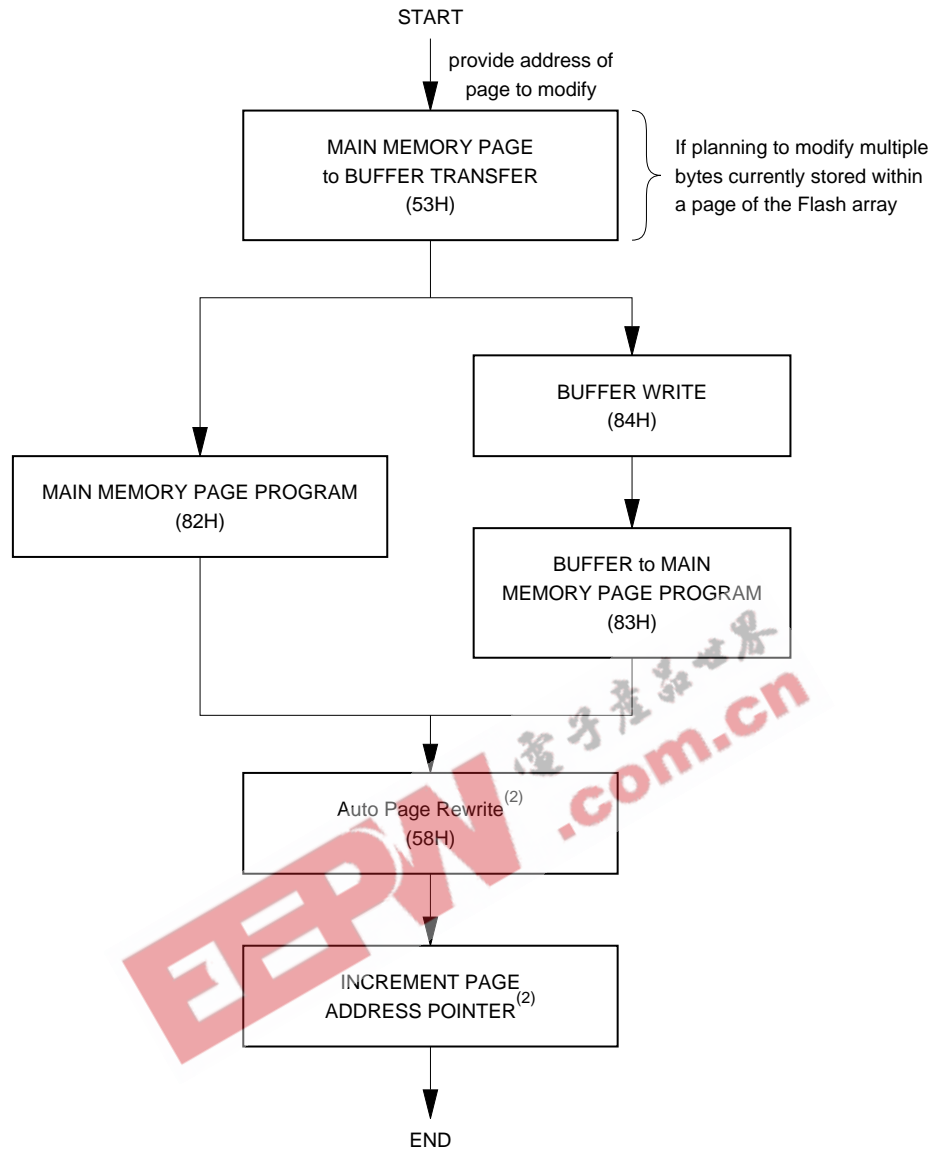 START
provide address of
page to modify
MAIN MEMORY PAGE
to BUFFER TRANSFER
(53H)
If planning to modify multiple
bytes currently stored within
a page of the Flash array
BUFFER WRITE
(84H)
MAIN MEMORY PAGE PROGRAM
(82H)
BUFFER to MAIN
MEMORY PAGE PROGRAM
(83H)
電子產品世界
EEPW.com.cn
Auto Page Rewrite(2)
(58H)
INCREMENT PAGE
ADDRESS POINTER(2)
END